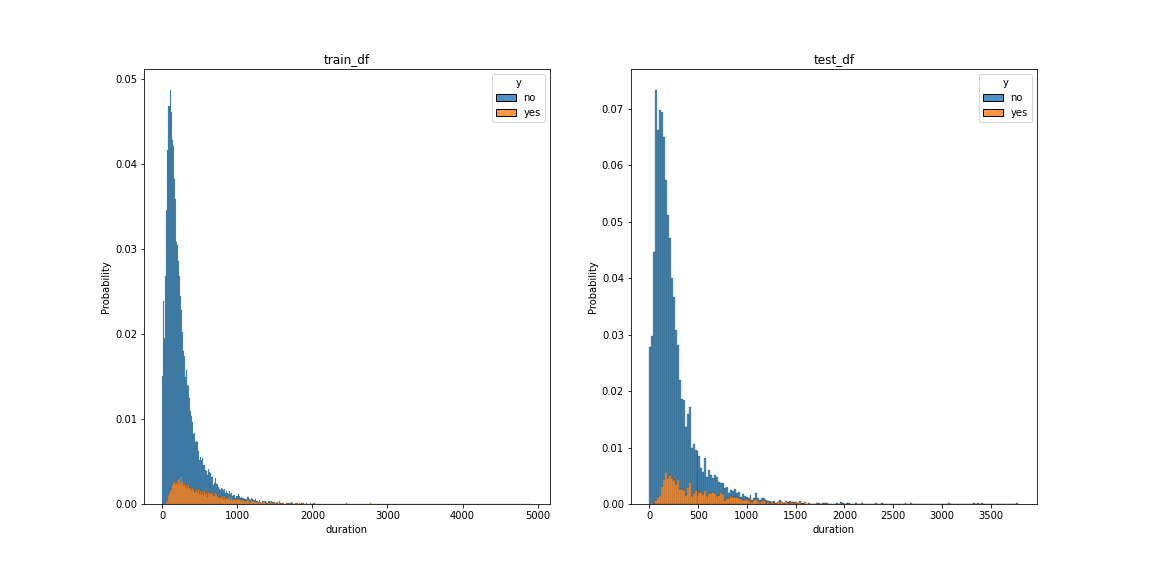 train_df
y
no
yes
0.05
0.04
0.03
0.02
0.01
0.00
Probability
0 1000 2000 3000 4000 5000
duration
test_df
y
no
yes
0.07
0.06
0.05
0.04
0.03
0.02
0.01
0.00
Probability
0 500 1000 1500 2000 2500 3000 3500
duration